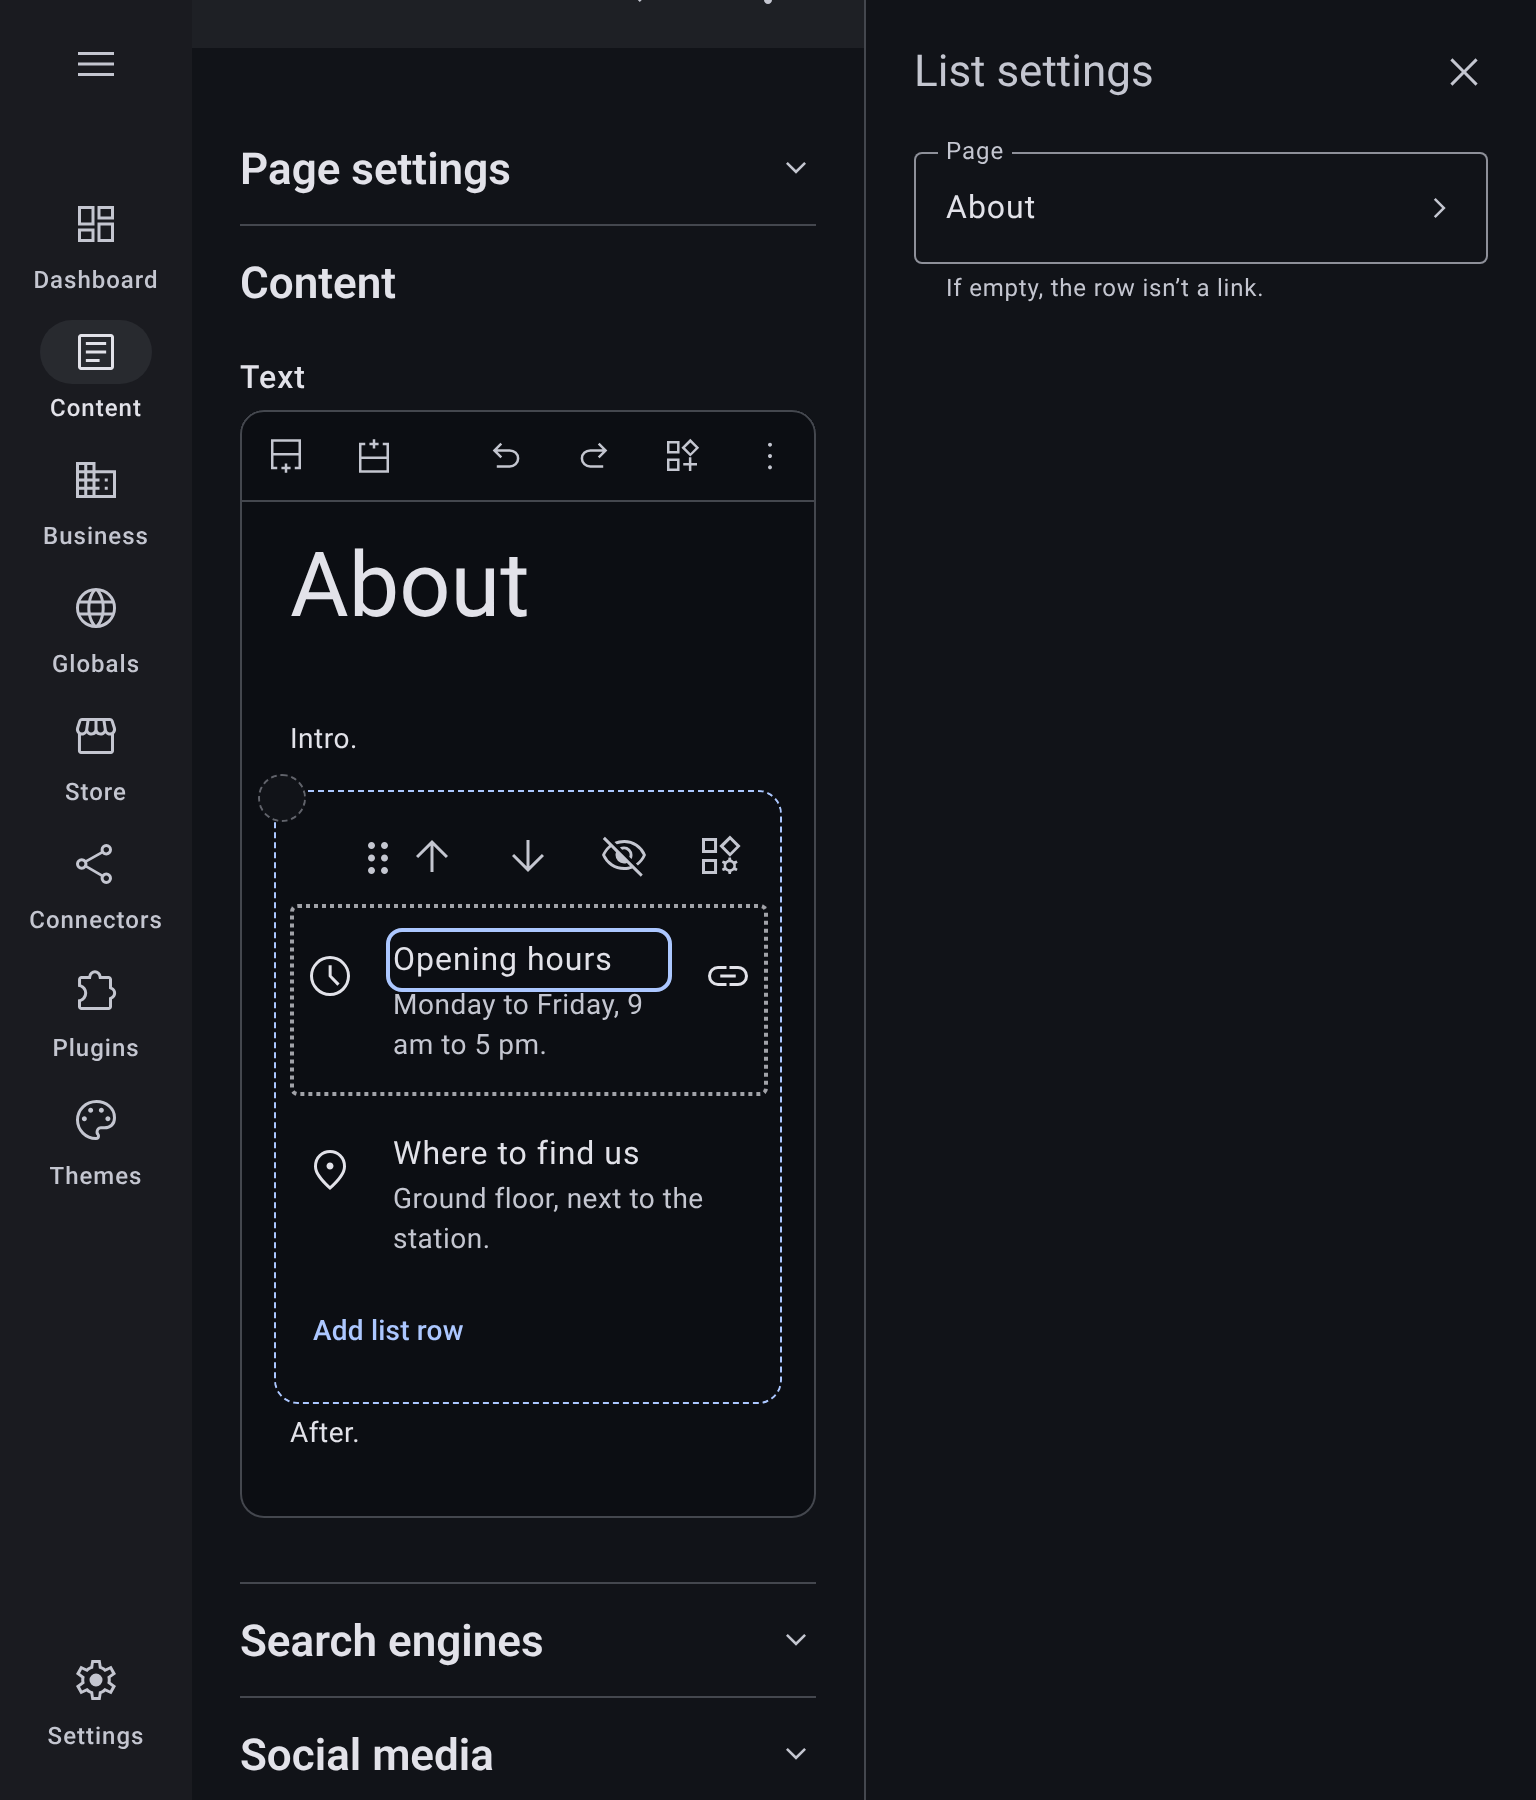 Dashboard
Content
Business
Globals
Store
Connectors
Plugins
Themes
Settings
Page settings
Content
Text
About
Intro.
Opening hours
Monday to Friday, 9
am to 5 pm.
Where to find us
Ground floor, next to the
station.
Add list row
After.
Search engines
Social media
List settings
Page
About
If empty, the row isn’t a link.